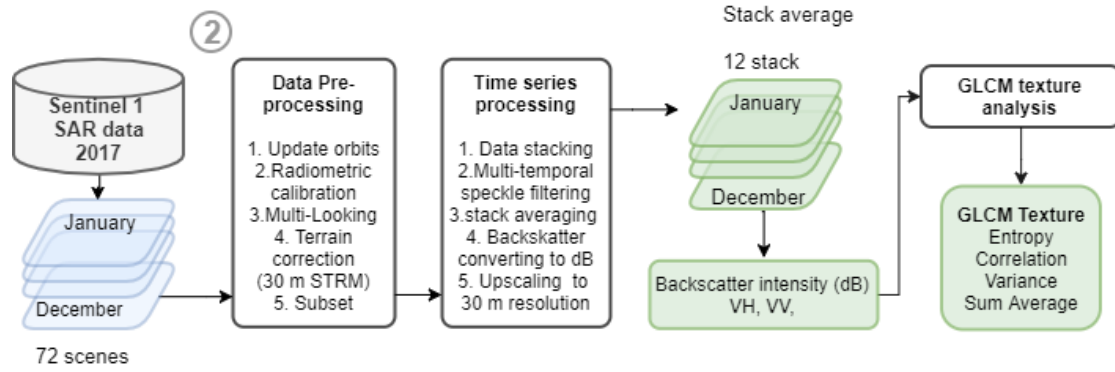 2
Sentinel 1
SAR data
2017
January
December
72 scenes
Data Pre-
processing
1. Update orbits
2.Radiometric
calibration
3.Multi-Looking
4. Terrain
correction
(30 m STRM)
5. Subset
Time series
processing
1. Data stacking
2.Multi-temporal
speckle filtering
3.stack averaging
4. Backskatter
converting to dB
5. Upscaling to
30 m resolution
Stack average
12 stack
January
December
Backscatter intensity (dB)
VH, VV,
GLCM texture
analysis
GLCM Texture
Entropy
Correlation
Variance
Sum Average